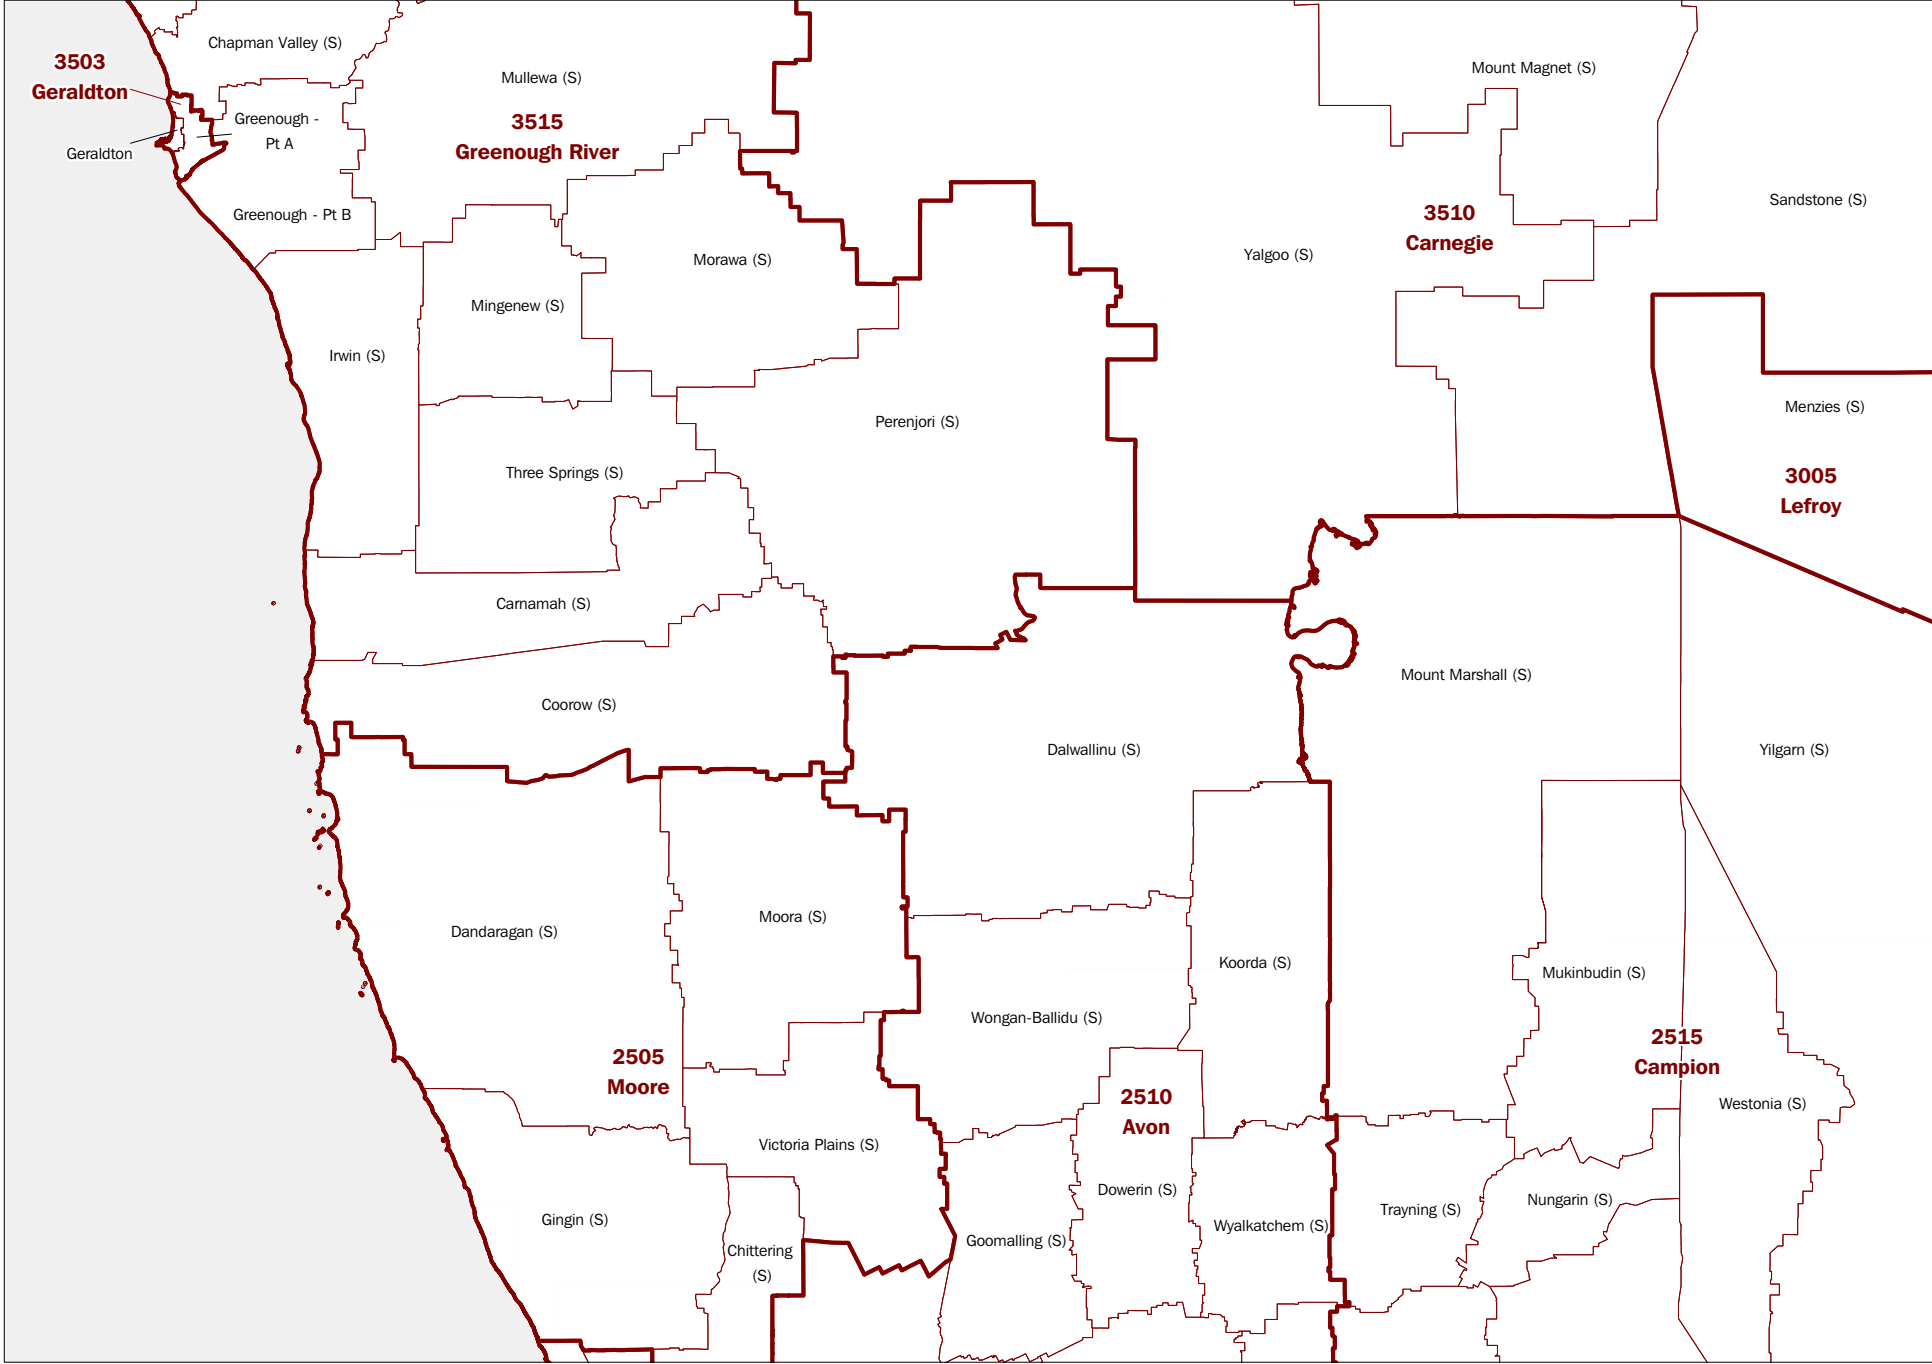 Chapman Valley (S)
3503
Geraldton
Mullewa (S)
Mount Magnet (S)
Greenough -
Pt A
3515
Greenough River
Geraldton
Sandstone (S)
Greenough - Pt B
3510
Carnegie
Morawa (S)
Yalgoo (S)
Mingenew (S)
Irwin (S)
Menzies (S)
Perenjori (S)
Three Springs (S)
3005
Lefroy
Carnamah (S)
Mount Marshall (S)
Coorow (S)
Dalwallinu (S)
Yilgarn (S)
Dandaragan (S)
Moora (S)
Koorda (S)
Mukinbudin (S)
Wongan-Ballidu (S)
2505
Moore
2515
Campion
2510
Avon
Westonia (S)
Victoria Plains (S)
Dowerin (S)
Nungarin (S)
Trayning (S)
Gingin (S)
Wyalkatchem (S)
Goomalling (S)
Chittering
(S)